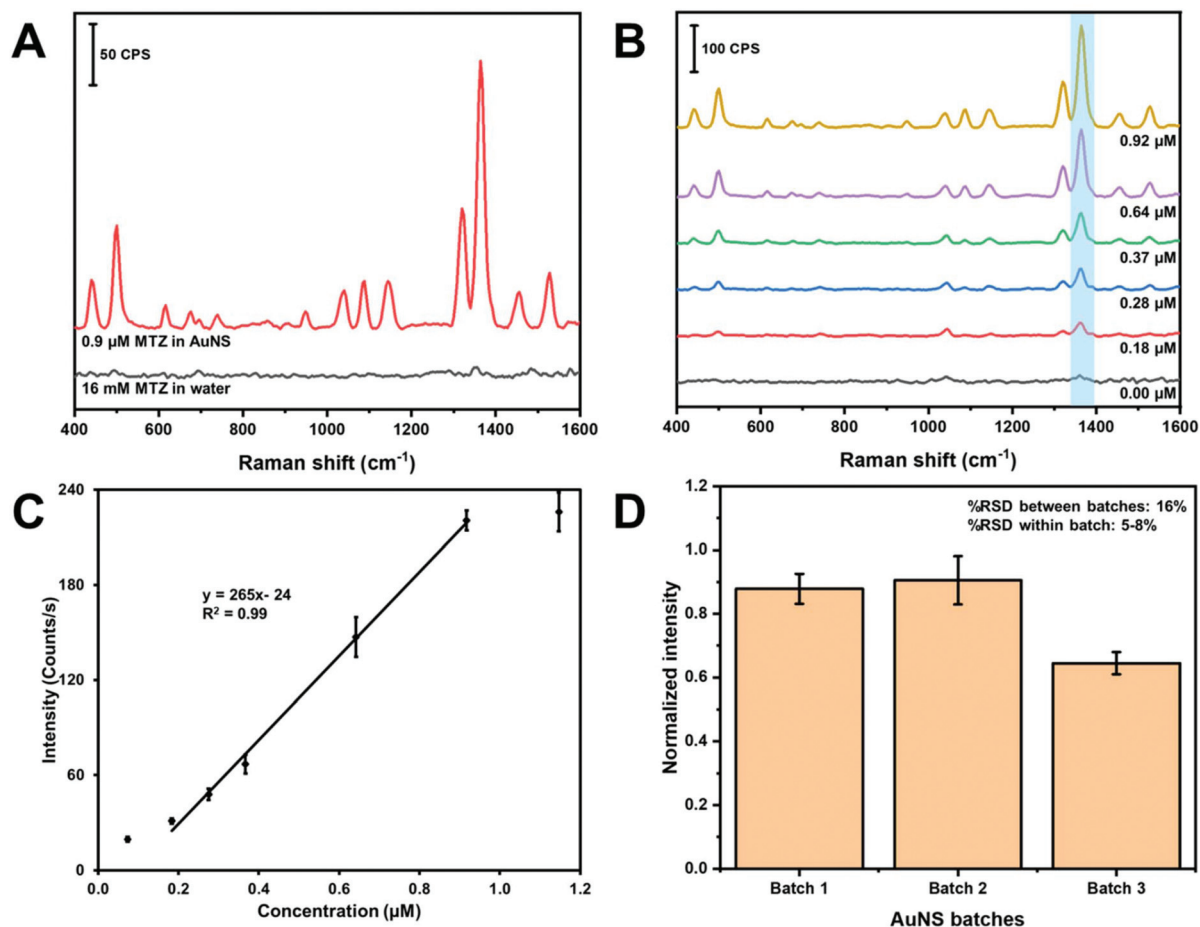 A
50 CPS
0.9 µM MTZ in AuNS
16 mM MTZ in water
400 600 800 1000 1200 1400 1600
Raman shift (cm⁻¹)
B
100 CPS
0.92 µM
0.64 µM
0.37 µM
0.28 µM
0.18 µM
0.00 µM
400 600 800 1000 1200 1400 1600
Raman shift (cm⁻¹)
C
Intensity (Counts/s)
240
180
120
60
0
y = 265x- 24
R² = 0.99
0.0 0.2 0.4 0.6 0.8 1.0 1.2
Concentration (µM)
D
Normalized intensity
1.2
1.0
0.8
0.6
0.4
0.2
0.0
%RSD between batches: 16%
%RSD within batch: 5-8%
Batch 1 Batch 2 Batch 3
AuNS batches